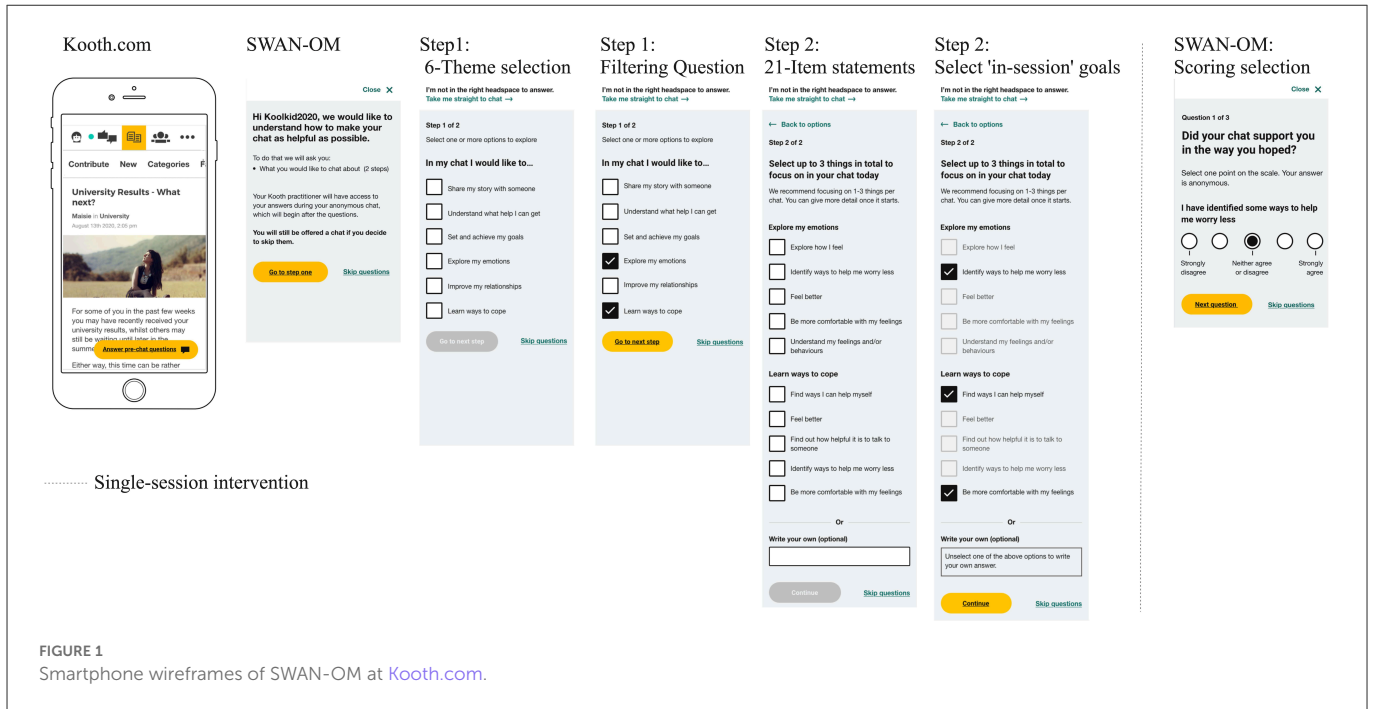 Kooth.com
Contribute New Categories F
University Results - What
next?
Maisie in University
August 13th 2020, 2:05 pm
For some of you in the past few weeks
you may have recently received your
university results, whilst others may
still be waiting until later in the
summe
Answer pre-chat questions
Either way, this time can be rather
SWAN-OM
Close X
Hi Koolkid2020, we would like to
understand how to make your
chat as helpful as possible.
To do that we will ask you:
• What you would like to chat about (2 steps)
Your Kooth practitioner will have access to
your answers during your anonymous chat,
which will begin after the questions.
You will still be offered a chat if you decide
to skip them.
Go to step one Skip questions
Step1:
6-Theme selection
I'm not in the right headspace to answer.
Take me straight to chat →
Step 1 of 2
Select one or more options to explore
In my chat I would like to...
Share my story with someone
Understand what help I can get
Set and achieve my goals
Explore my emotions
Improve my relationships
Learn ways to cope
Go to next step Skip questions
Step 1:
Filtering Question
I'm not in the right headspace to answer.
Take me straight to chat →
Step 1 of 2
Select one or more options to explore
In my chat I would like to...
Share my story with someone
Understand what help I can get
Set and achieve my goals
Explore my emotions
Improve my relationships
Learn ways to cope
Go to next step Skip questions
Step 2:
21-Item statements
I'm not in the right headspace to answer.
Take me straight to chat →
← Back to options
Step 2 of 2
Select up to 3 things in total to
focus on in your chat today
We recommend focusing on 1-3 things per
chat. You can give more detail once it starts.
Explore my emotions
Explore how I feel
Identify ways to help me worry less
Feel better
Be more comfortable with my feelings
Understand my feelings and/or
behaviours
Learn ways to cope
Find ways I can help myself
Feel better
Find out how helpful it is to talk to
someone
Identify ways to help me worry less
Be more comfortable with my feelings
Or
Write your own (optional)
Continue Skip questions
Step 2:
Select 'in-session' goals
I'm not in the right headspace to answer.
Take me straight to chat →
← Back to options
Step 2 of 2
Select up to 3 things in total to
focus on in your chat today
We recommend focusing on 1-3 things per
chat. You can give more detail once it starts.
Explore my emotions
Explore how I feel
Identify ways to help me worry less
Feel better
Be more comfortable with my feelings
Understand my feelings and/or
behaviours
Learn ways to cope
Find ways I can help myself
Feel better
Find out how helpful it is to talk to
someone
Identify ways to help me worry less
Be more comfortable with my feelings
Or
Write your own (optional)
Unselect one of the above options to write
your own answer.
Continue Skip questions
SWAN-OM:
Scoring selection
Close X
Question 1 of 3
Did your chat support you
in the way you hoped?
Select one point on the scale. Your answer
is anonymous.
I have identified some ways to help
me worry less
Strongly
disagree
Neither agree
or disagree
Strongly
agree
Next question Skip questions
Single-session intervention
FIGURE 1
Smartphone wireframes of SWAN-OM at Kooth.com.